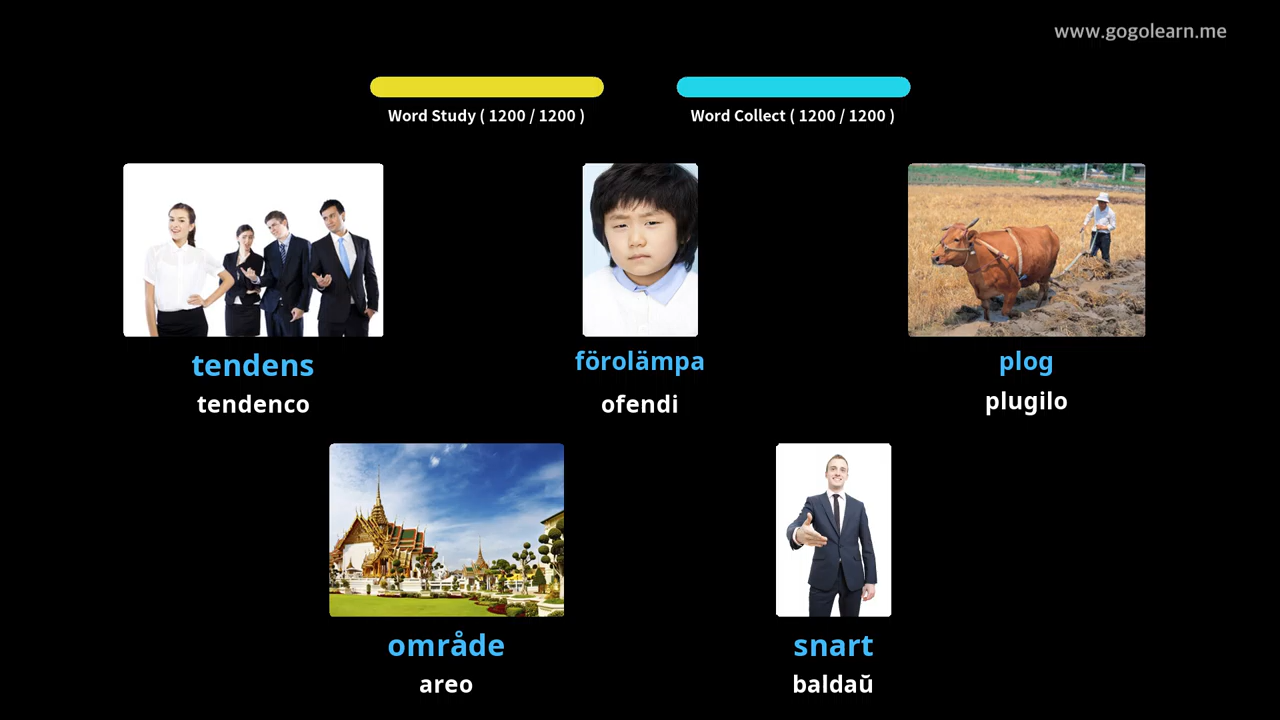 www.gogolearn.me
Word Study ( 1200 / 1200 )
Word Collect ( 1200 / 1200 )
tendens
tendenco
förolämpa
ofendi
plog
plugilo
område
areo
snart
baldaŭ